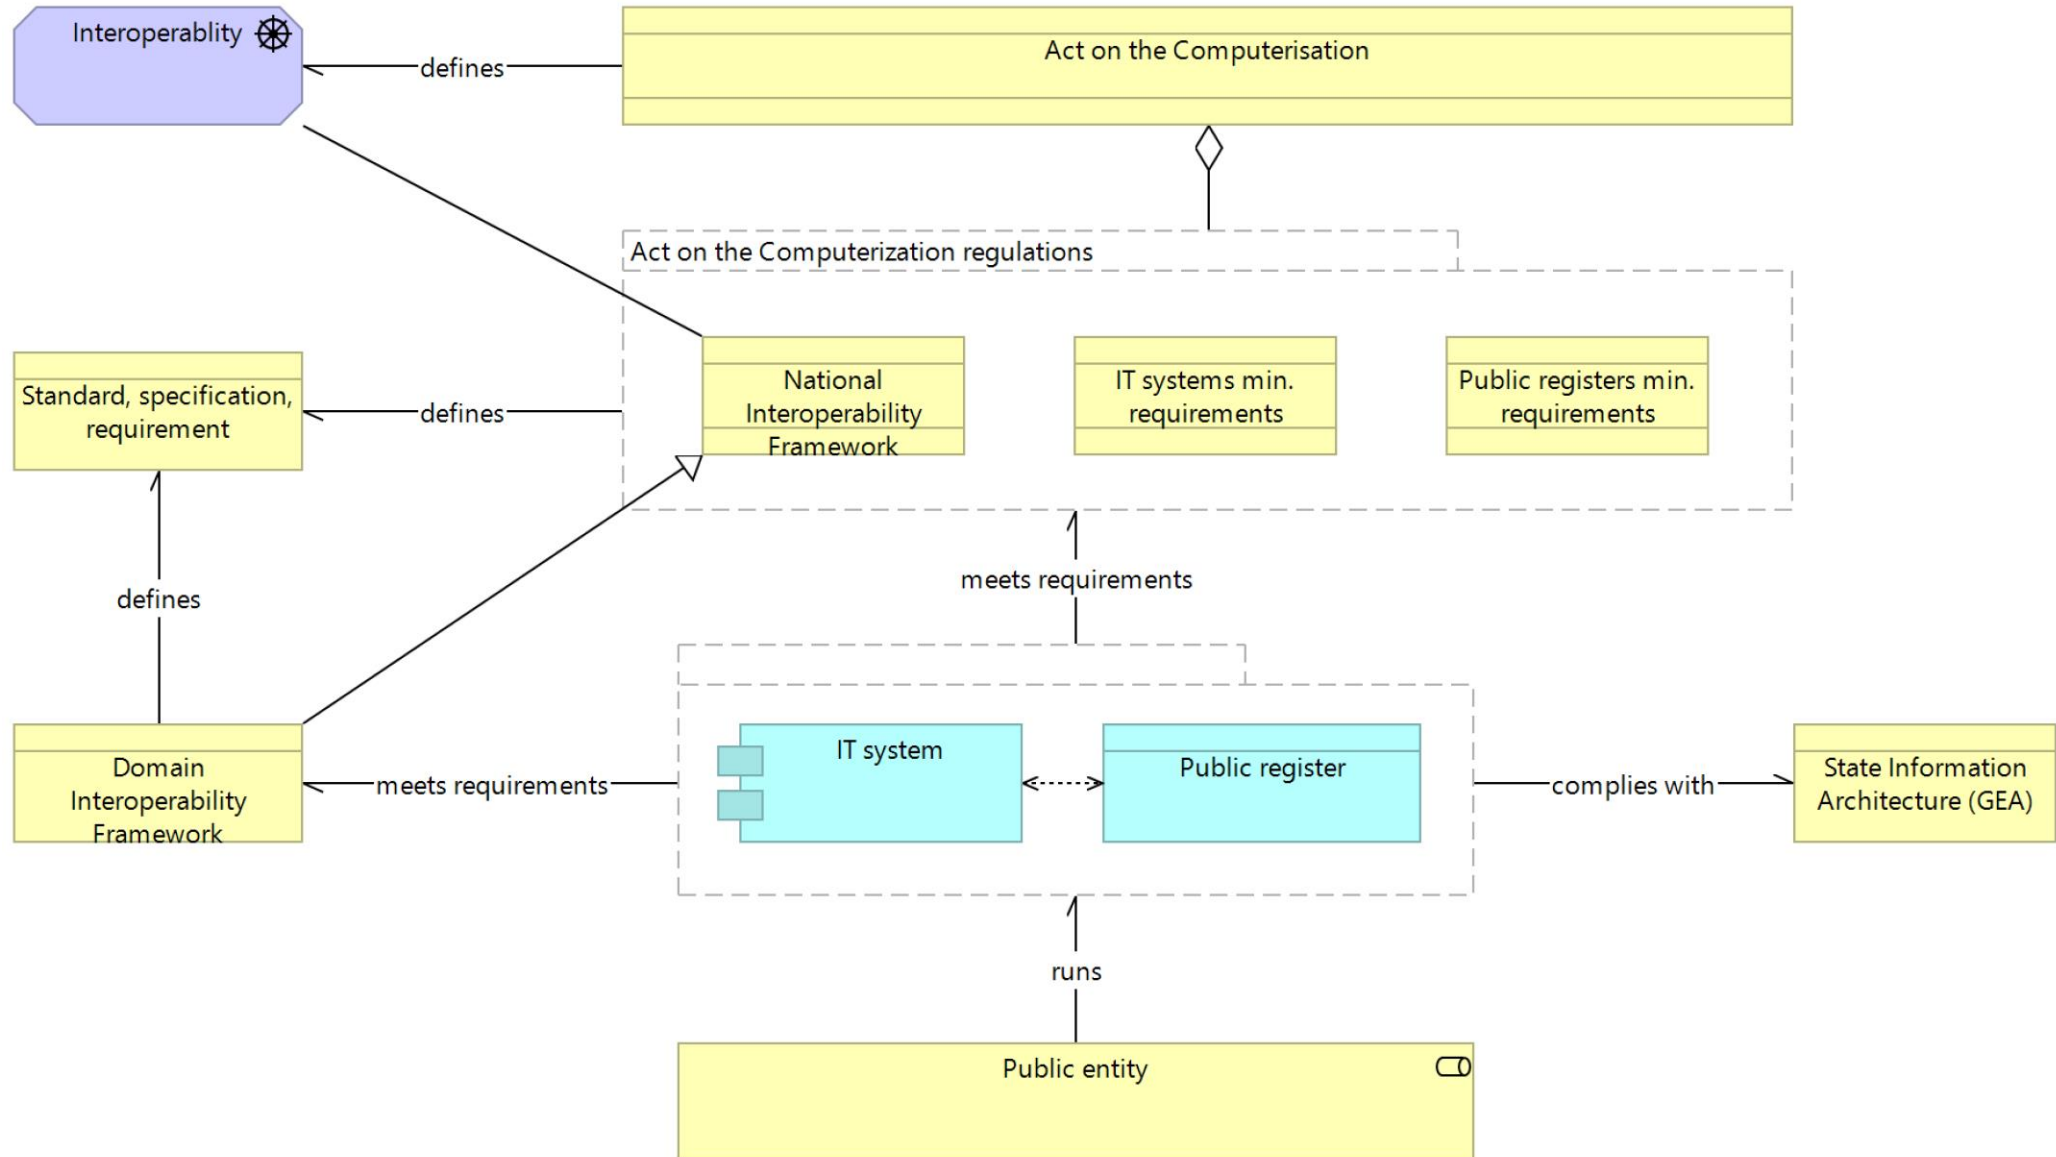 Interoperablity
defines
Act on the Computerisation
Act on the Computerization regulations
Standard, specification,
requirement
defines
National
Interoperability
Framework
IT systems min.
requirements
Public registers min.
requirements
defines
meets requirements
Domain
Interoperability
Framework
meets requirements
IT system
Public register
complies with
State Information
Architecture (GEA)
runs
Public entity